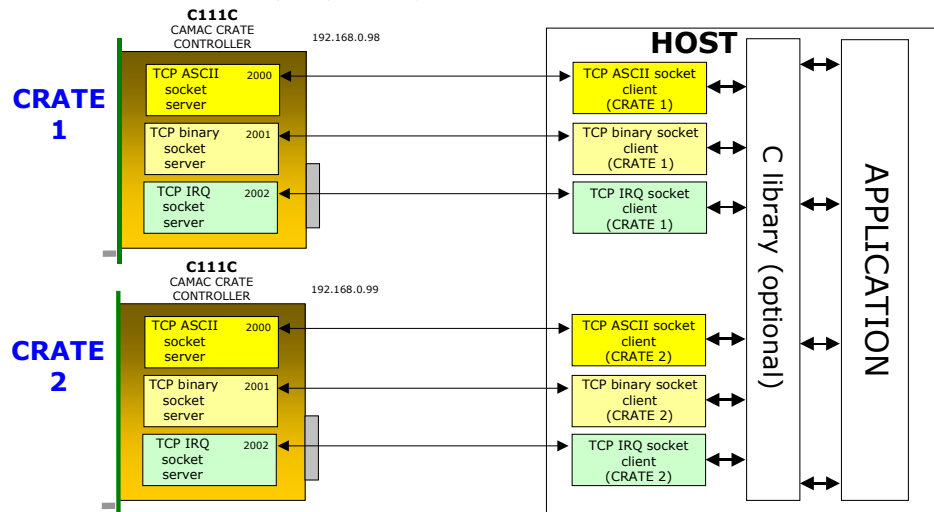 C111C
CAMAC CRATE
CONTROLLER
192.168.0.98
CRATE
1
TCP ASCII 2000
socket
server
TCP binary 2001
socket
server
TCP IRQ 2002
socket
server
HOST
TCP ASCII socket
client
(CRATE 1)
TCP binary socket
client
(CRATE 1)
TCP IRQ socket
client
(CRATE 1)
C111C
CAMAC CRATE
CONTROLLER
192.168.0.99
CRATE
2
TCP ASCII 2000
socket
server
TCP binary 2001
socket
server
TCP IRQ 2002
socket
server
TCP ASCII socket
client
(CRATE 2)
TCP binary socket
client
(CRATE 2)
TCP IRQ socket
client
(CRATE 2)
C library (optional)
APPLICATION